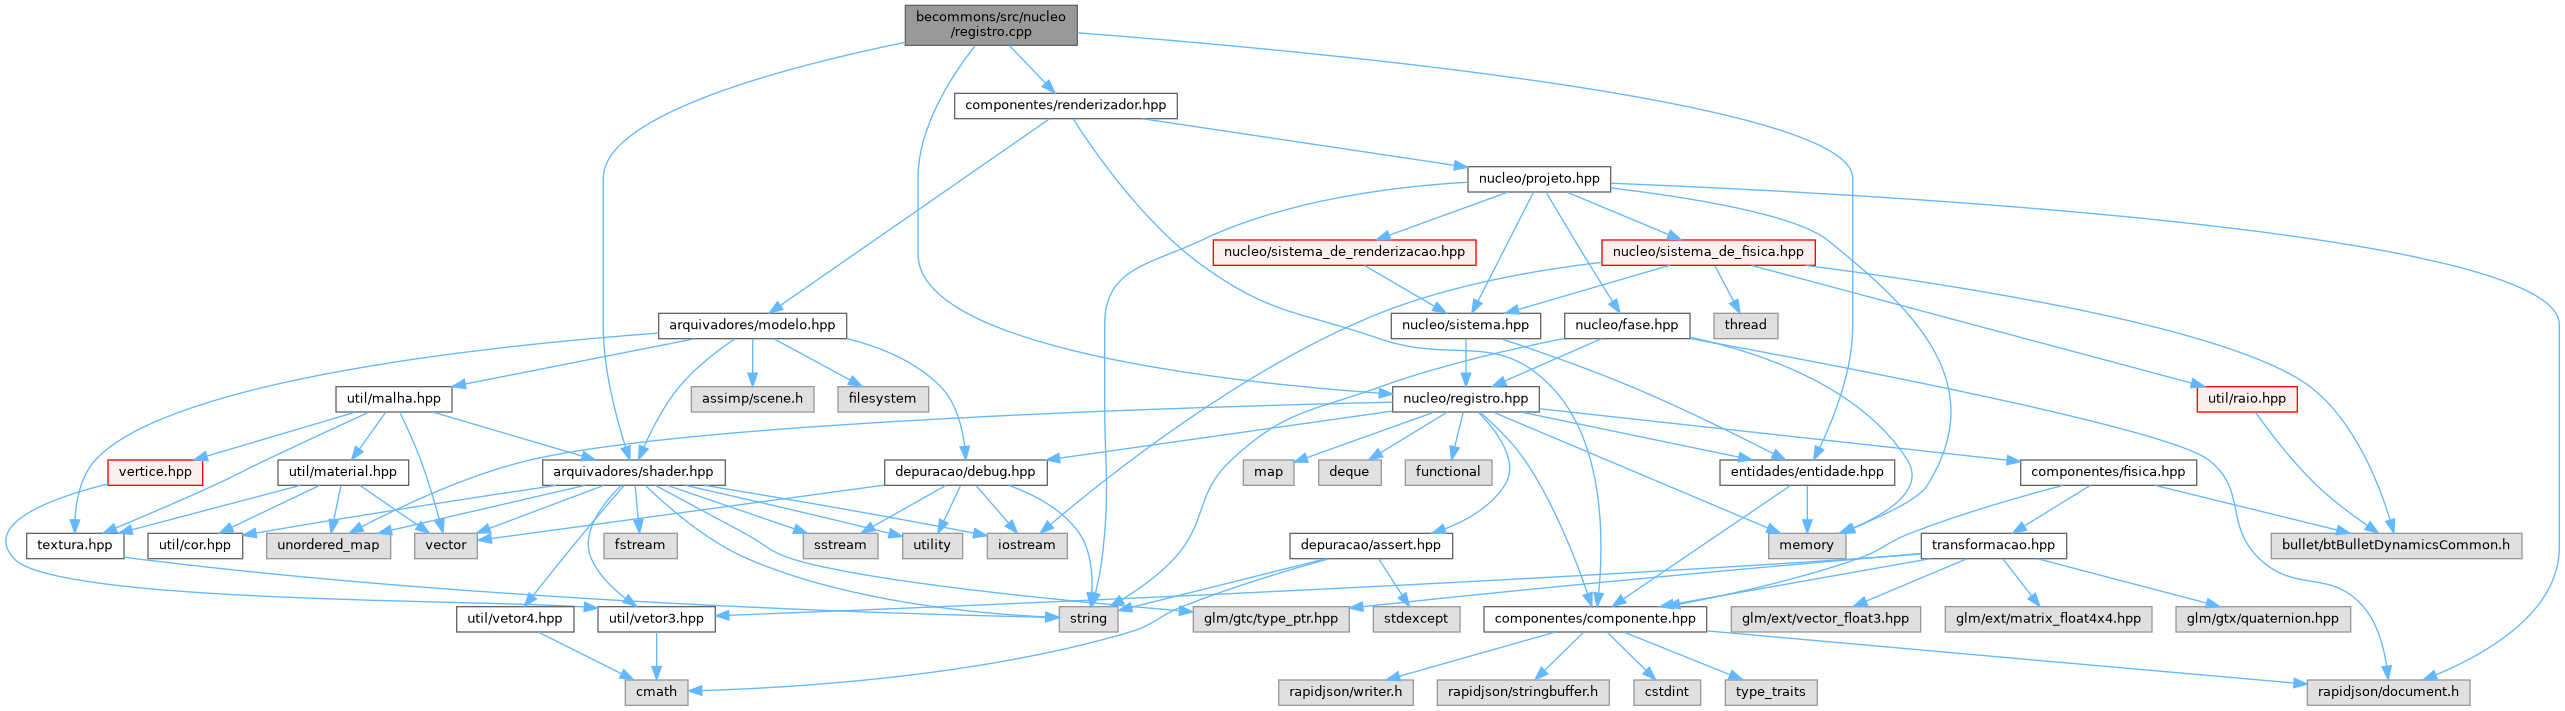 becommons/src/nucleo
/registro.cpp
componentes/renderizador.hpp
nucleo/projeto.hpp
nucleo/sistema_de_renderizacao.hpp
nucleo/sistema_de_fisica.hpp
arquivadores/modelo.hpp
nucleo/sistema.hpp
nucleo/fase.hpp
thread
util/malha.hpp
assimp/scene.h
filesystem
nucleo/registro.hpp
util/raio.hpp
vertice.hpp
util/material.hpp
arquivadores/shader.hpp
depuracao/debug.hpp
map
deque
functional
entidades/entidade.hpp
componentes/fisica.hpp
textura.hpp
util/cor.hpp
unordered_map
vector
fstream
sstream
utility
iostream
depuracao/assert.hpp
memory
transformacao.hpp
bullet/btBulletDynamicsCommon.h
util/vetor4.hpp
util/vetor3.hpp
string
glm/gtc/type_ptr.hpp
stdexcept
componentes/componente.hpp
glm/ext/vector_float3.hpp
glm/ext/matrix_float4x4.hpp
glm/gtx/quaternion.hpp
cmath
rapidjson/writer.h
rapidjson/stringbuffer.h
cstdint
type_traits
rapidjson/document.h